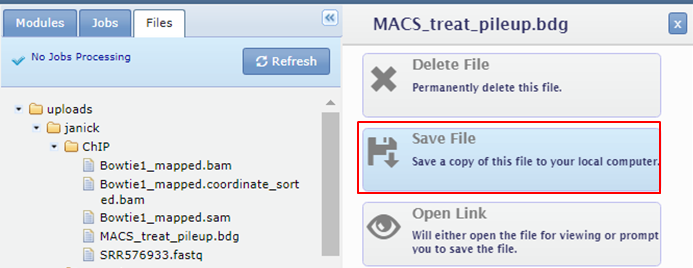 Modules
Jobs
Files
No Jobs Processing
Refresh
uploads
janick
ChIP
Bowtie1_mapped.bam
Bowtie1_mapped.coordinate_sort
ed.bam
Bowtie1_mapped.sam
MACS_treat_pileup.bdg
SRR576933.fastq
MACS_treat_pileup.bdg
x
Delete File
Permanently delete this file.
Save File
Save a copy of this file to your local computer.
Open Link
Will either open the file for viewing or prompt
you to save the file.